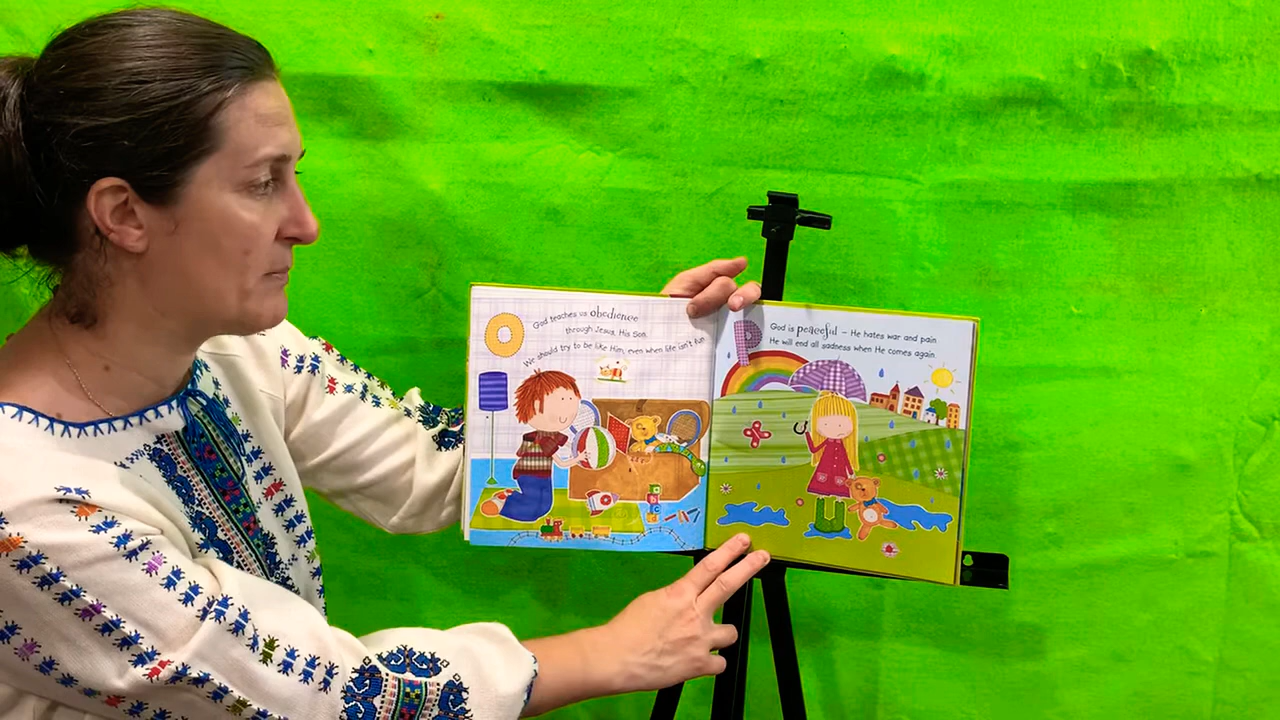 O
God teaches us obedience
through Jesus, His Son.
We should try to be like Him, even when life isn't fun.
P
God is peaceful – He hates war and pain.
He will end all sadness when He comes again.